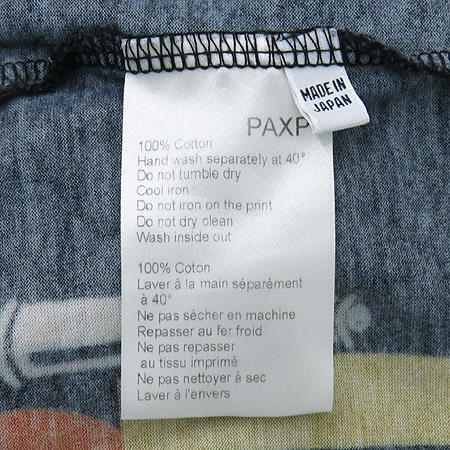 MADE IN
JAPAN
PAXP
100% Cotton
Hand wash separately at 40°
Do not tumble dry
Cool iron
Do not iron on the print
Do not dry clean
Wash inside out
100% Coton
Laver à la main séparément
à 40°
Ne pas sécher en machine
Repasser au fer froid
Ne pas repasser
au tissu imprimé
Ne pas nettoyer à sec
Laver à l'envers